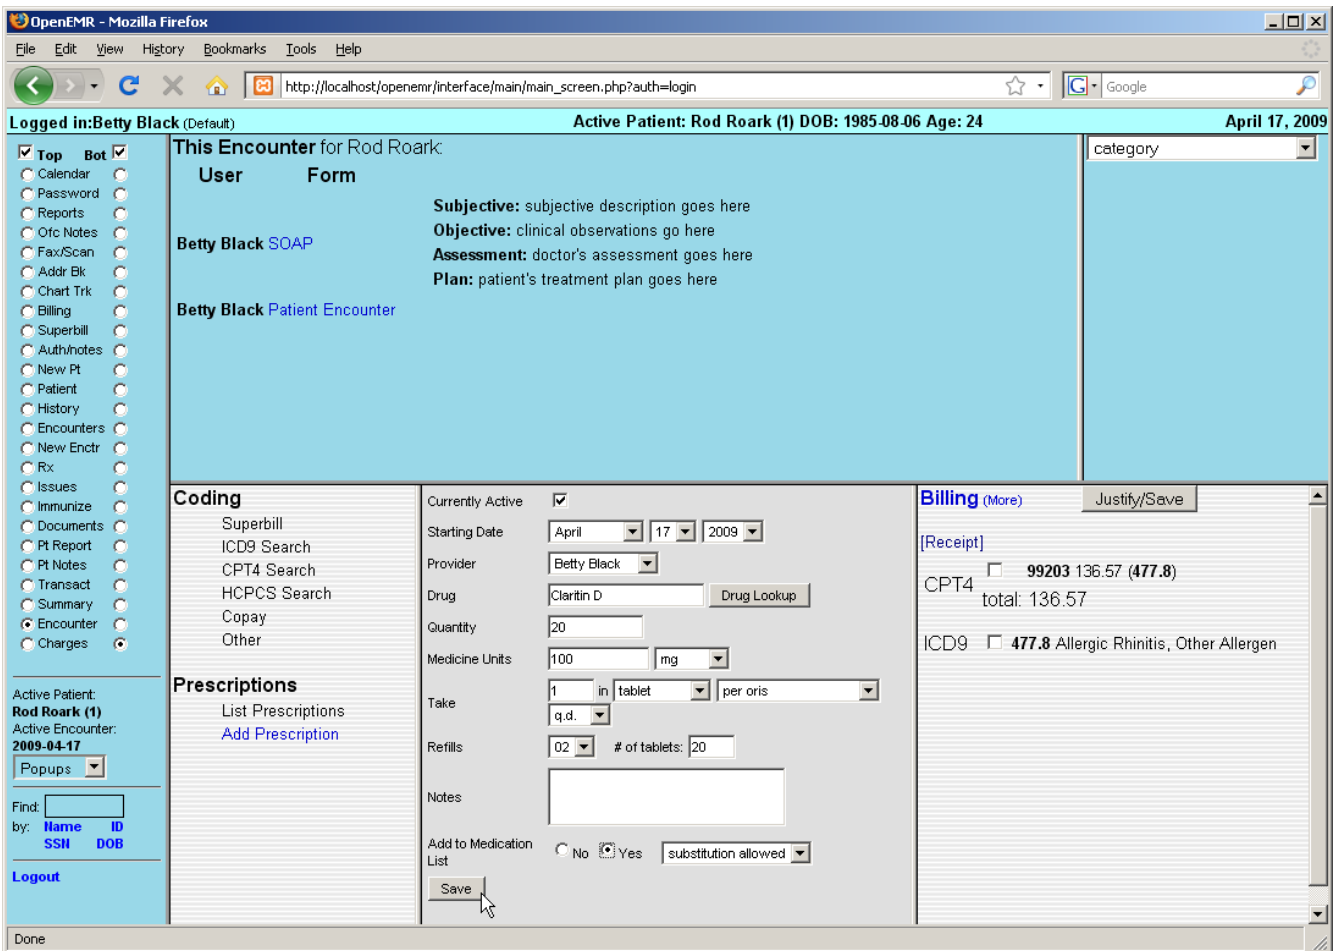 OpenEMR - Mozilla Firefox
File Edit View History Bookmarks Tools Help
http://localhost/openemr/interface/main/main_screen.php?auth=login
G Google
Logged in:Betty Black (Default) Active Patient: Rod Roark (1) DOB: 1985-08-06 Age: 24 April 17, 2009
Top Bot
Calendar
Password
Reports
Ofc Notes
Fax/Scan
Addr Bk
Chart Trk
Billing
Superbill
Auth/notes
New Pt
Patient
History
Encounters
New Enctr
Rx
Issues
Immunize
Documents
Pt Report
Pt Notes
Transact
Summary
Encounter
Charges
Active Patient:
Rod Roark (1)
Active Encounter:
2009-04-17
Popups
Find:
by: Name ID
SSN DOB
Logout
This Encounter for Rod Roark:
User Form
Subjective: subjective description goes here
Objective: clinical observations go here
Betty Black SOAP
Assessment: doctor's assessment goes here
Plan: patient's treatment plan goes here
Betty Black Patient Encounter
category
Coding
Superbill
ICD9 Search
CPT4 Search
HCPCS Search
Copay
Other
Prescriptions
List Prescriptions
Add Prescription
Currently Active
Starting Date April 17 2009
Provider Betty Black
Drug Claritin D Drug Lookup
Quantity 20
Medicine Units 100 mg
Take 1 in tablet per oris
q.d.
Refills 02 # of tablets: 20
Notes
Add to Medication
List No Yes substitution allowed
Save
Billing (More) Justify/Save
[Receipt]
CPT4 99203 136.57 (477.8)
total: 136.57
ICD9 477.8 Allergic Rhinitis, Other Allergen
Done